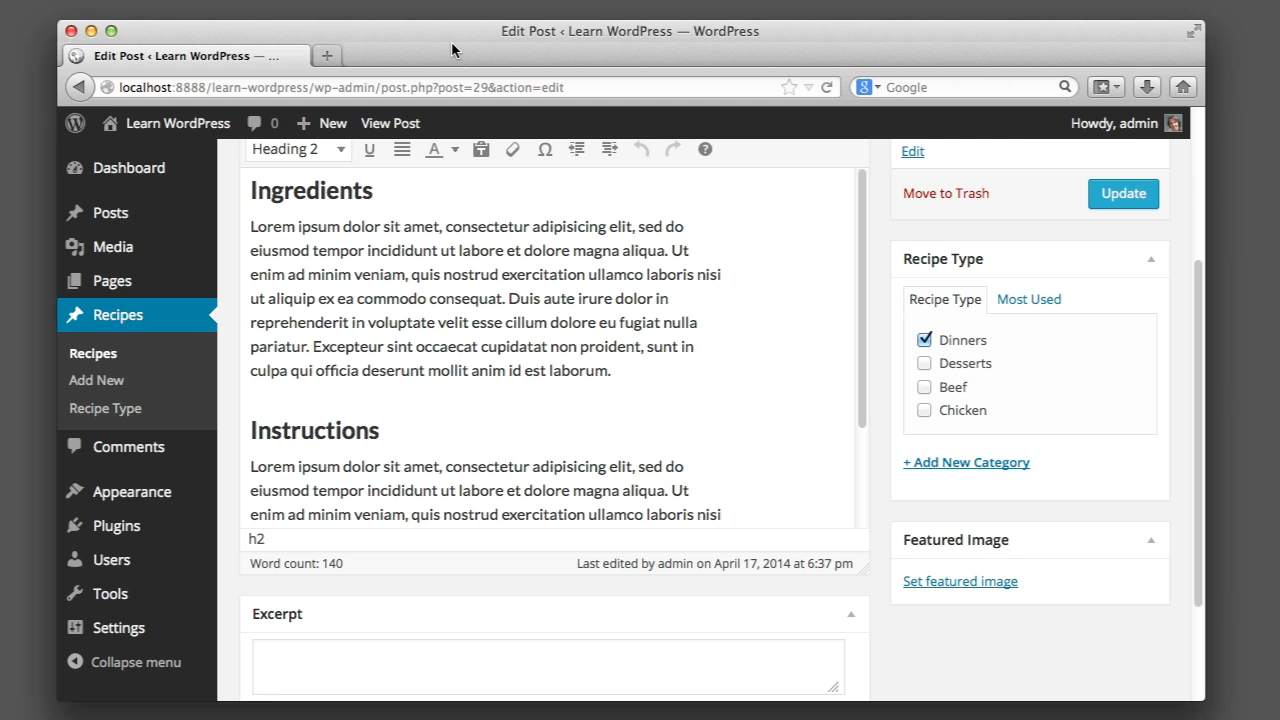 Edit Post ‹ Learn WordPress — WordPress
Edit Post ‹ Learn WordPress — ...
localhost:8888/learn-wordpress/wp-admin/post.php?post=29&action=edit
Google
Learn WordPress 0 New View Post
Howdy, admin
Dashboard
Posts
Media
Pages
Recipes
Recipes
Add New
Recipe Type
Comments
Appearance
Plugins
Users
Tools
Settings
Collapse menu
Heading 2
Ingredients
Lorem ipsum dolor sit amet, consectetur adipisicing elit, sed do
eiusmod tempor incididunt ut labore et dolore magna aliqua. Ut
enim ad minim veniam, quis nostrud exercitation ullamco laboris nisi
ut aliquip ex ea commodo consequat. Duis aute irure dolor in
reprehenderit in voluptate velit esse cillum dolore eu fugiat nulla
pariatur. Excepteur sint occaecat cupidatat non proident, sunt in
culpa qui officia deserunt mollit anim id est laborum.
Instructions
Lorem ipsum dolor sit amet, consectetur adipisicing elit, sed do
eiusmod tempor incididunt ut labore et dolore magna aliqua. Ut
enim ad minim veniam, quis nostrud exercitation ullamco laboris nisi
h2
Word count: 140
Last edited by admin on April 17, 2014 at 6:37 pm
Excerpt
Edit
Move to Trash
Update
Recipe Type
Recipe Type
Most Used
Dinners
Desserts
Beef
Chicken
+ Add New Category
Featured Image
Set featured image